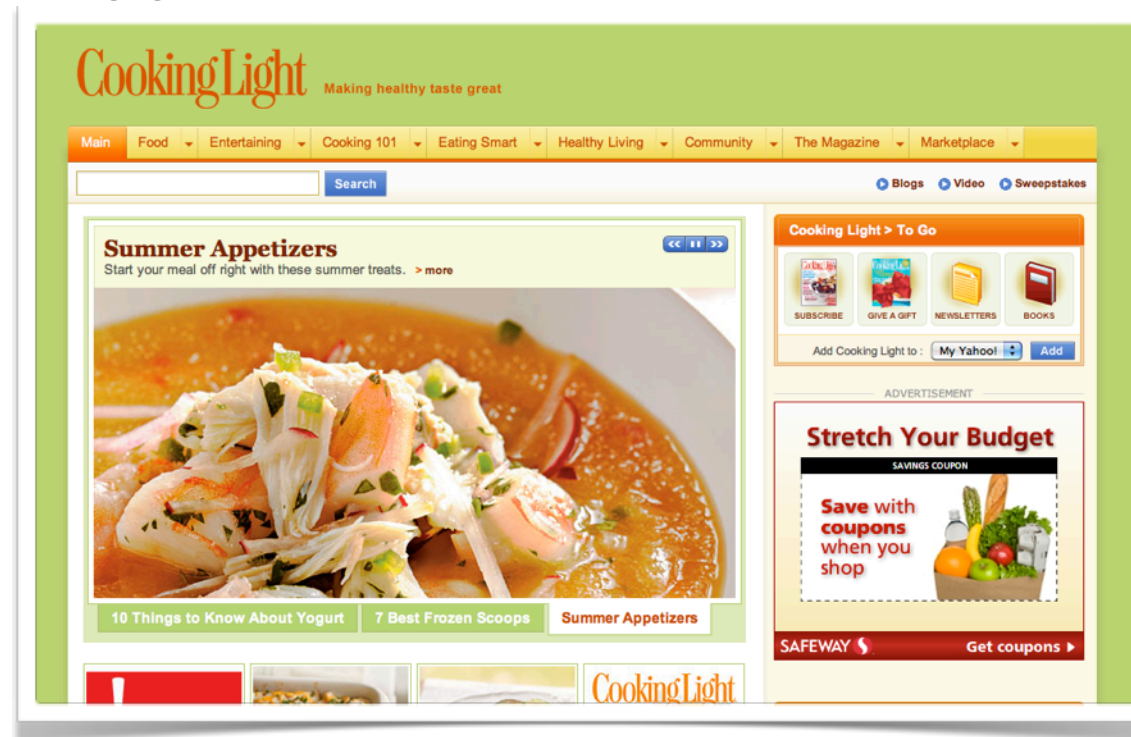 CookingLight
Making healthy taste great
Main Food Entertaining Cooking 101 Eating Smart Healthy Living Community The Magazine Marketplace
Search
Blogs Video Sweepstakes
Summer Appetizers
Start your meal off right with these summer treats. > more
10 Things to Know About Yogurt
7 Best Frozen Scoops
Summer Appetizers
Cooking Light > To Go
SUBSCRIBE GIVE A GIFT NEWSLETTERS BOOKS
Add Cooking Light to : My Yahoo! Add
ADVERTISEMENT
Stretch Your Budget
SAVINGS COUPON
Save with
coupons
when you
shop
SAFEWAY
Get coupons
CookingLight